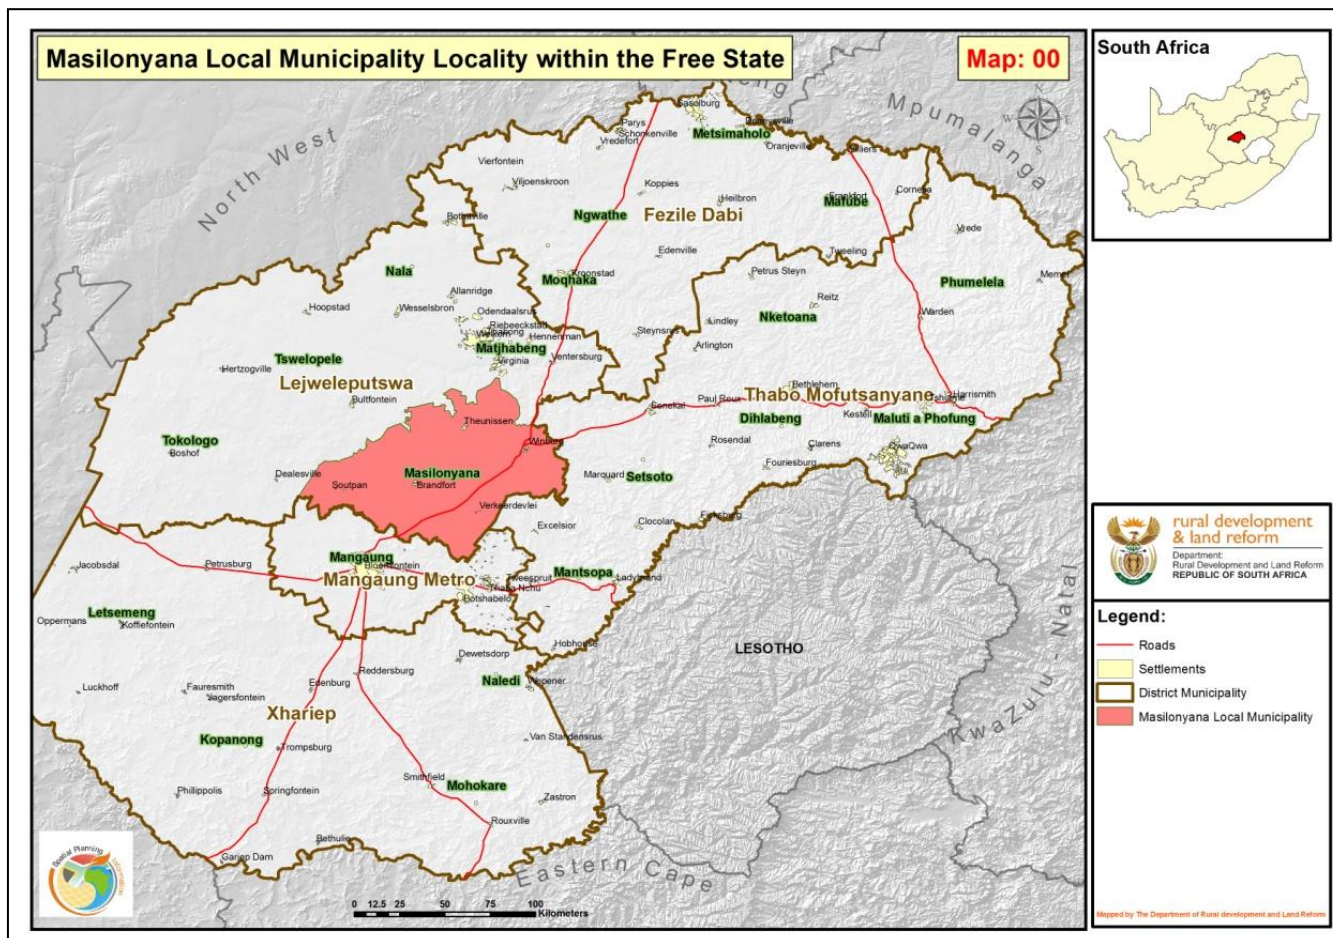 Masilonyana Local Municipality Locality within the Free State
Map: 00
South Africa
North West
Mpumalanga
Sasolburg
Parys
Schonkenville
Vredefort
Metsimaholo
Oranjeville
Villiers
Vierfontein
Viljoenskroon
Koppies
Heilbron
Frankfort
Mafube
Cornelia
Ngwathe
Fezile Dabi
Bothaville
Vrede
Edenville
Tweeling
Nala
Moqhaka
Kroonstad
Petrus Steyn
Phumelela
Memel
Allanridge
Hoopstad
Wesselsbron
Odendaalsrus
Reitz
Nketoana
Warden
Riebeeckstad
Thabong
Welkom
Hennenman
Steynsrus
Lindley
Matjhabeng
Arlington
Tswelopele
Virginia
Ventersburg
Hertzogville
Lejweleputswa
Bethlehem
Thabo Mofutsanyane
Harrismith
Tshiame
Bultfontein
Senekal
Paul Roux
Dihlabeng
Kestell
Maluti a Phofung
Theunissen
Tokologo
Boshof
Winburg
Rosendal
Clarens
QwaQwa
Dealesville
Masilonyana
Marquard
Setsoto
Fouriesburg
Soutpan
Brandfort
Verkeerdevlei
Excelsior
Clocolan
Ficksburg
Mangaung
Bloemfontein
Jacobsdal
Petrusburg
Mangaung Metro
Tweespruit
Mantsopa
Ladybrand
Thaba Nchu
Botshabelo
Letsemeng
Oppermans
Koffiefontein
Hobhouse
LESOTHO
Dewetsdorp
Reddersburg
Naledi
Wepener
Luckhoff
Fauresmith
Jagersfontein
Edenburg
Xhariep
Kopanong
Trompsburg
Van Standensrus
KwaZulu - Natal
Smithfield
Mohokare
Phillippolis
Springfontein
Zastron
Rouxville
Bethulie
Gariep Dam
Eastern Cape
0 12.5 25 50 75 100
Kilometers
Spatial Planning
Information
rural development
& land reform
Department:
Rural Development and Land Reform
REPUBLIC OF SOUTH AFRICA
Legend:
Roads
Settlements
District Municipality
Masilonyana Local Municipality
Mapped by The Department of Rural development and Land Reform